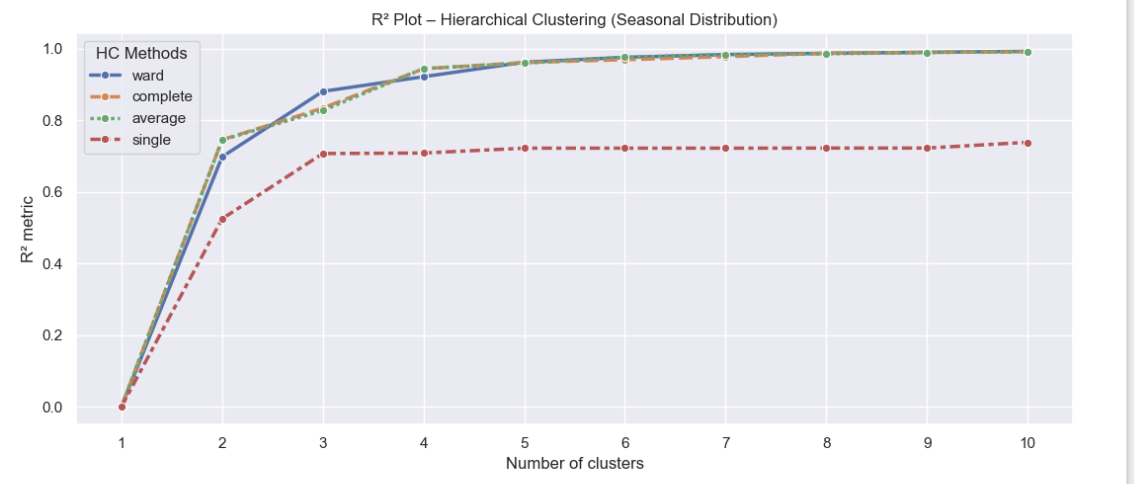 R² Plot – Hierarchical Clustering (Seasonal Distribution)
HC Methods
ward
complete
average
single
R² metric
1.0
0.8
0.6
0.4
0.2
0.0
1 2 3 4 5 6 7 8 9 10
Number of clusters